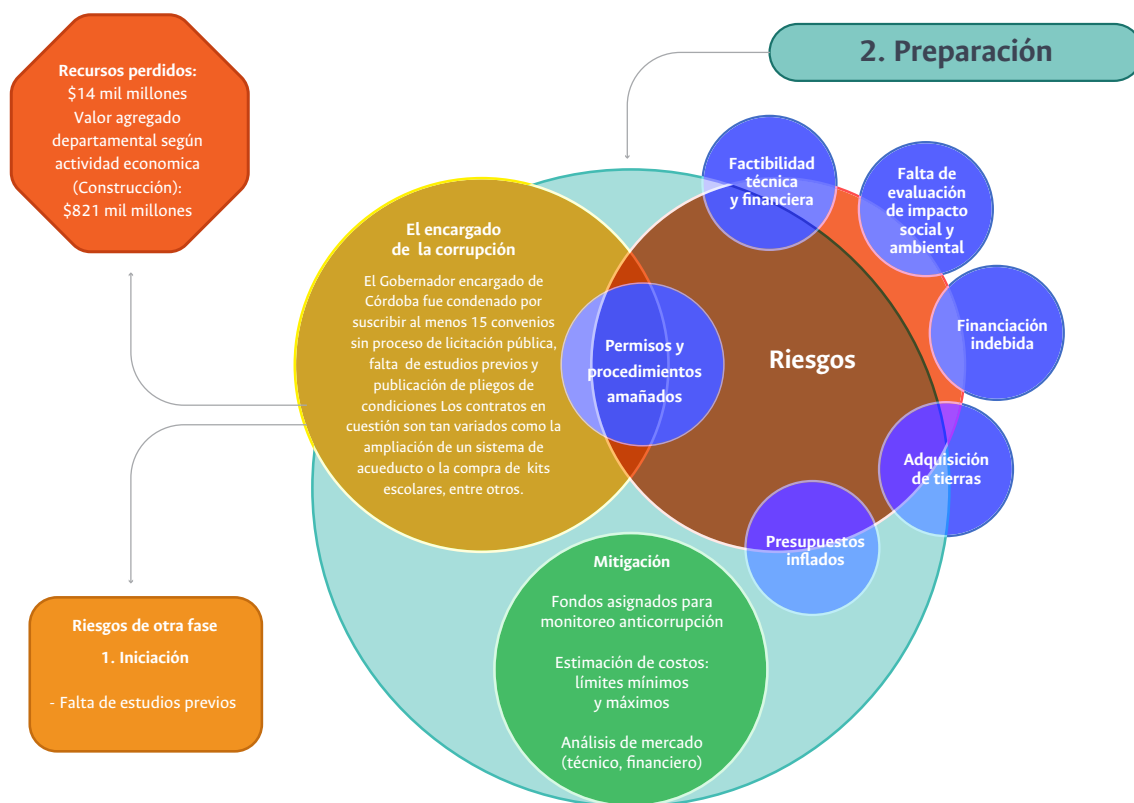 2. Preparación
Recursos perdidos:
$14 mil millones
Valor agregado
departamental según
actividad economica
(Construcción):
$821 mil millones
El encargado
de la corrupción
El Gobernador encargado de
Córdoba fue condenado por
suscribir al menos 15 convenios
sin proceso de licitación pública,
falta de estudios previos y
publicación de pliegos de
condiciones Los contratos en
cuestión son tan variados como la
ampliación de un sistema de
acueducto o la compra de kits
escolares, entre otros.
Permisos y
procedimientos
amañados
Riesgos
Factibilidad
técnica
y financiera
Falta de
evaluación
de impacto
social y
ambiental
Financiación
indebida
Adquisición
de tierras
Presupuestos
inflados
Mitigación
Fondos asignados para
monitoreo anticorrupción
Estimación de costos:
límites mínimos
y máximos
Análisis de mercado
(técnico, financiero)
Riesgos de otra fase
1. Iniciación
- Falta de estudios previos